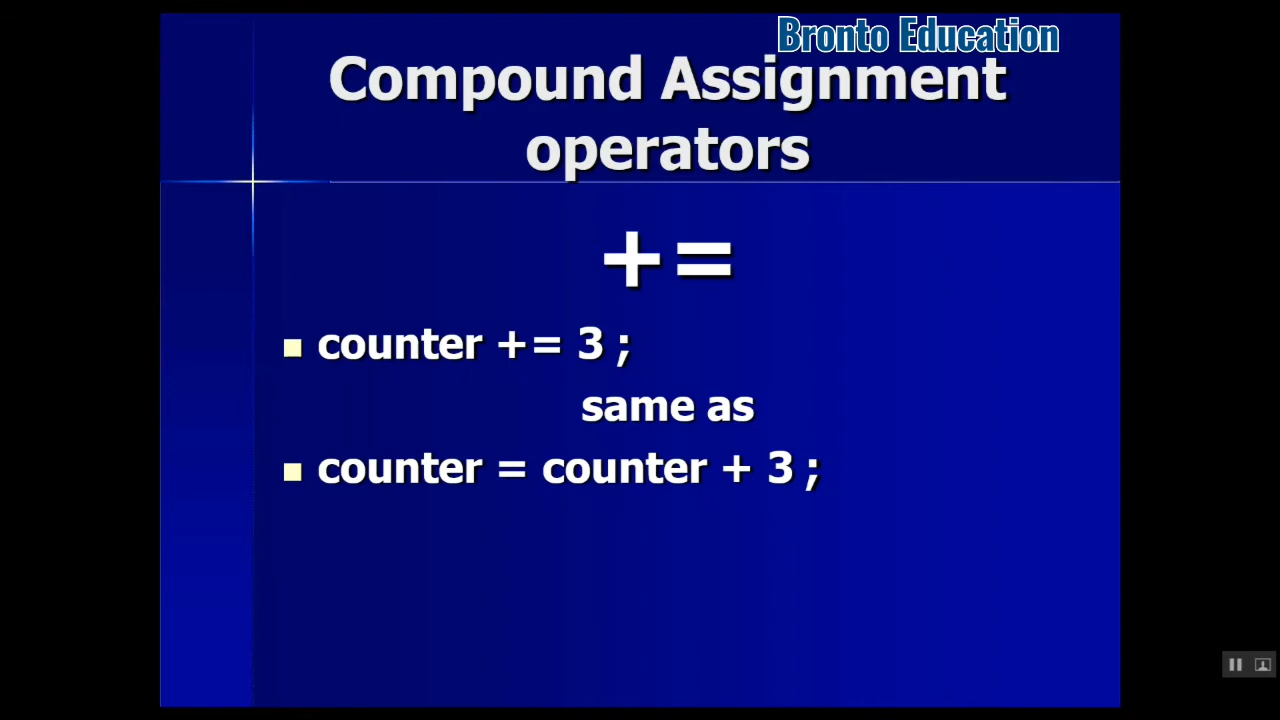 Bronto Education
Compound Assignment
operators
+=
counter += 3 ;
same as
counter = counter + 3 ;